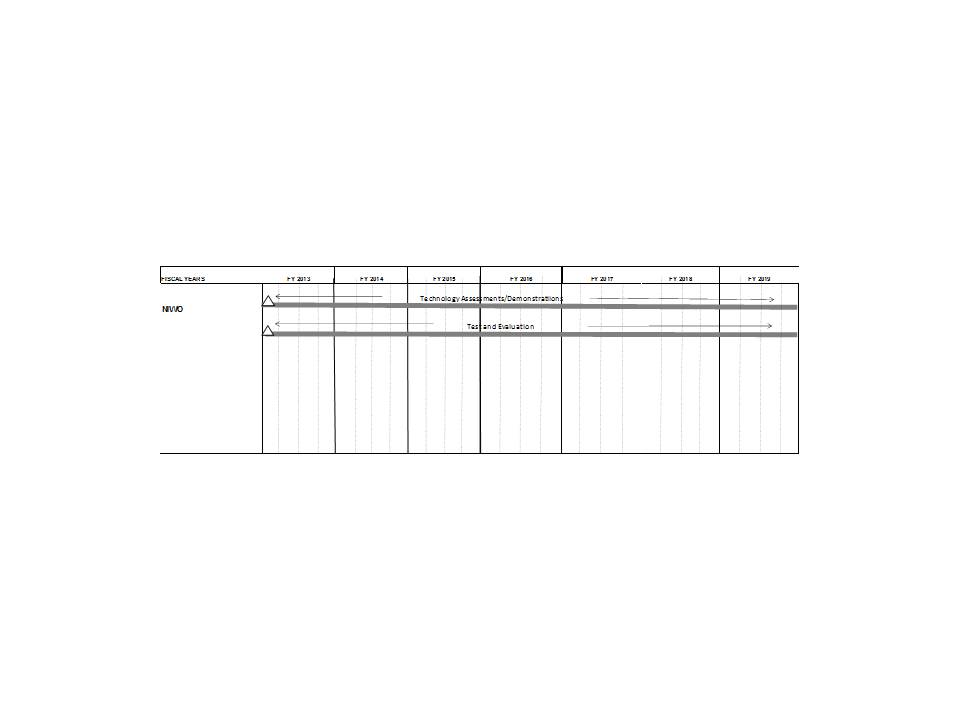 FISCAL YEARS FY 2013 FY 2014 FY 2015 FY 2016 FY 2017 FY 2018 FY 2019
Technology Assessments/Demonstrations
NIWO
Test and Evaluation